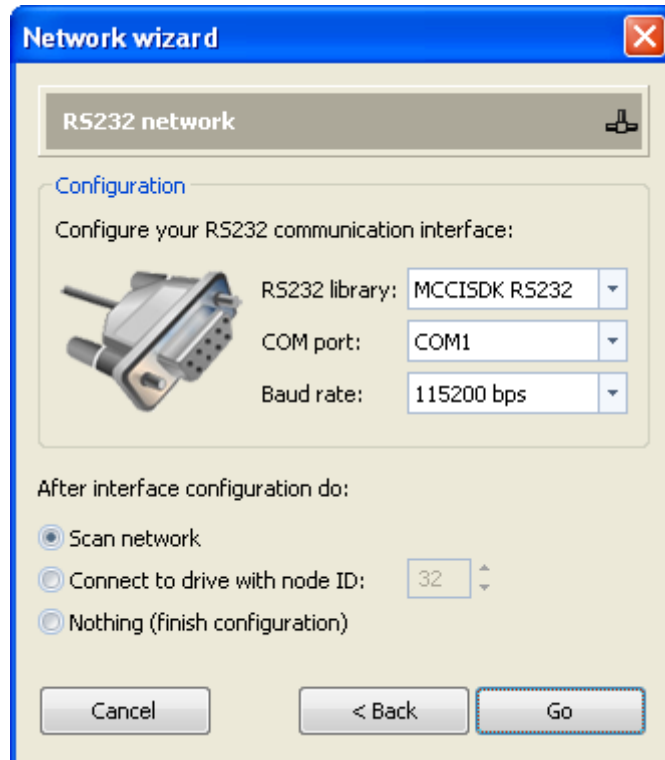 Network wizard
RS232 network
Configuration
Configure your RS232 communication interface:
RS232 library: MCCISDK RS232
COM port: COM1
Baud rate: 115200 bps
After interface configuration do:
Scan network
Connect to drive with node ID: 32
Nothing (finish configuration)
Cancel < Back Go